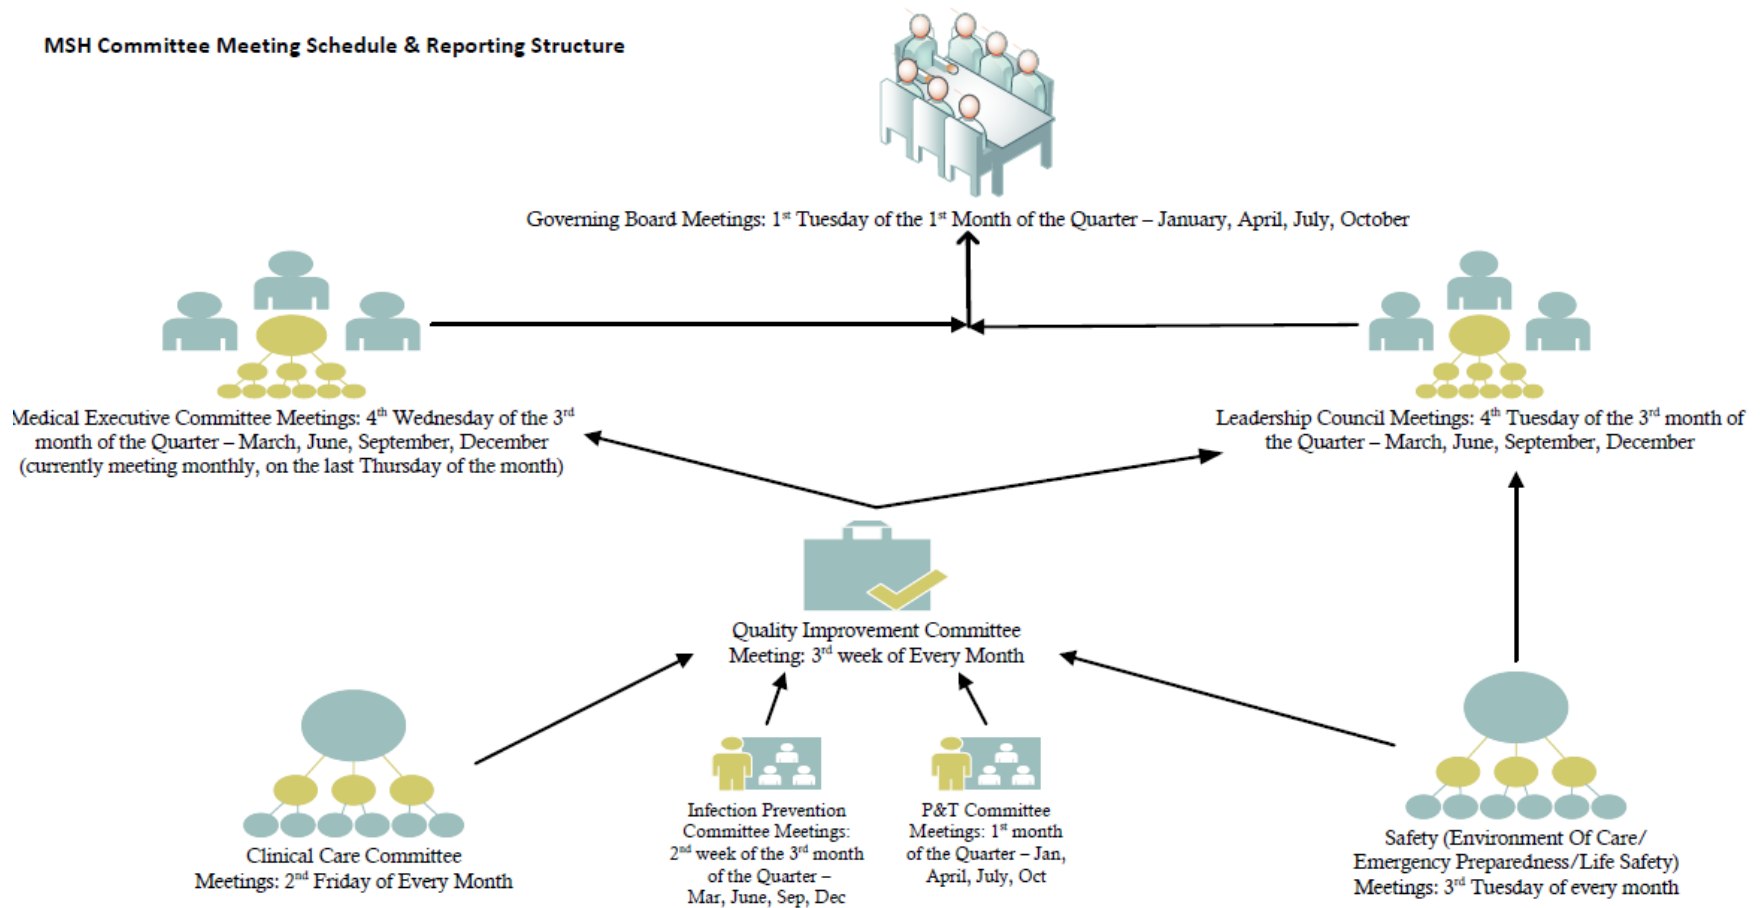 MSH Committee Meeting Schedule & Reporting Structure
Governing Board Meetings: 1st Tuesday of the 1st Month of the Quarter – January, April, July, October
Medical Executive Committee Meetings: 4th Wednesday of the 3rd
month of the Quarter – March, June, September, December
(currently meeting monthly, on the last Thursday of the month)
Leadership Council Meetings: 4th Tuesday of the 3rd month of
the Quarter – March, June, September, December
Quality Improvement Committee
Meeting: 3rd week of Every Month
Clinical Care Committee
Meetings: 2nd Friday of Every Month
Infection Prevention
Committee Meetings:
2nd week of the 3rd month
of the Quarter –
Mar, June, Sep, Dec
P&T Committee
Meetings: 1st month
of the Quarter – Jan,
April, July, Oct
Safety (Environment Of Care/
Emergency Preparedness/Life Safety)
Meetings: 3rd Tuesday of every month